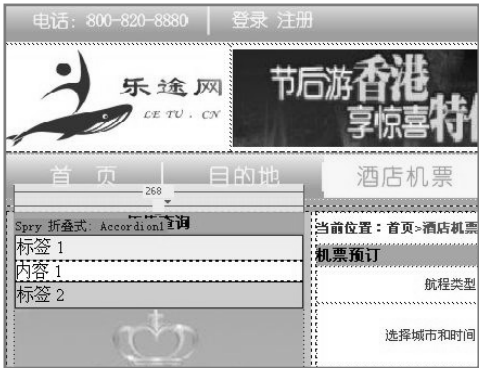 电话：800-820-8880 登录 注册
乐途网
LE TU . CN
节后游香港
享惊喜特
首 页 目的地 酒店机票
268
Spry 折叠式: Accordion1 查询
标签 1
内容 1
标签 2
当前位置：首页>酒店机票
机票预订
航程类型
选择城市和时间